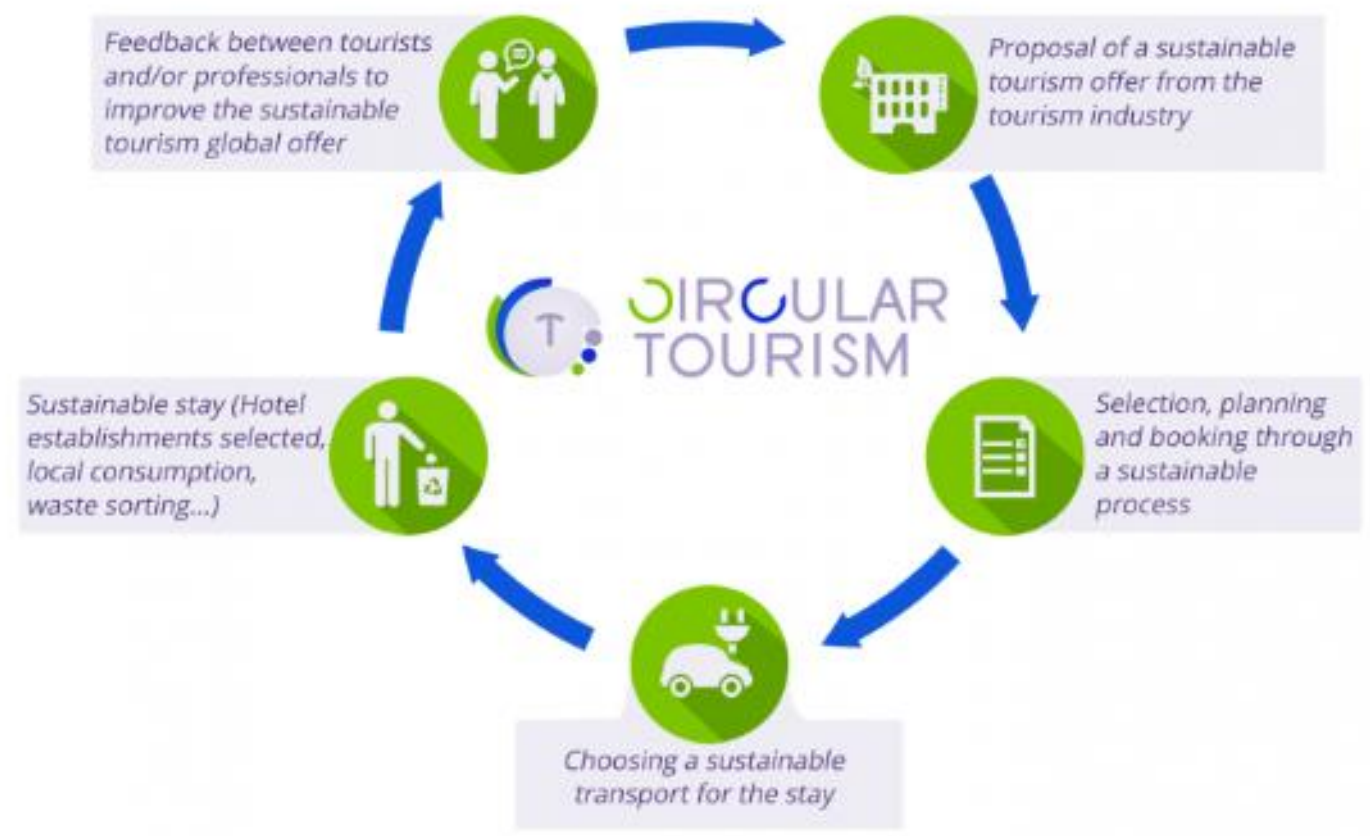 Feedback between tourists
and/or professionals to
improve the sustainable
tourism global offer
Proposal of a sustainable
tourism offer from the
tourism industry
T
CIRCULAR
TOURISM
Sustainable stay (Hotel
establishments selected,
local consumption,
waste sorting...)
Selection, planning
and booking through
a sustainable
process
Choosing a sustainable
transport for the stay